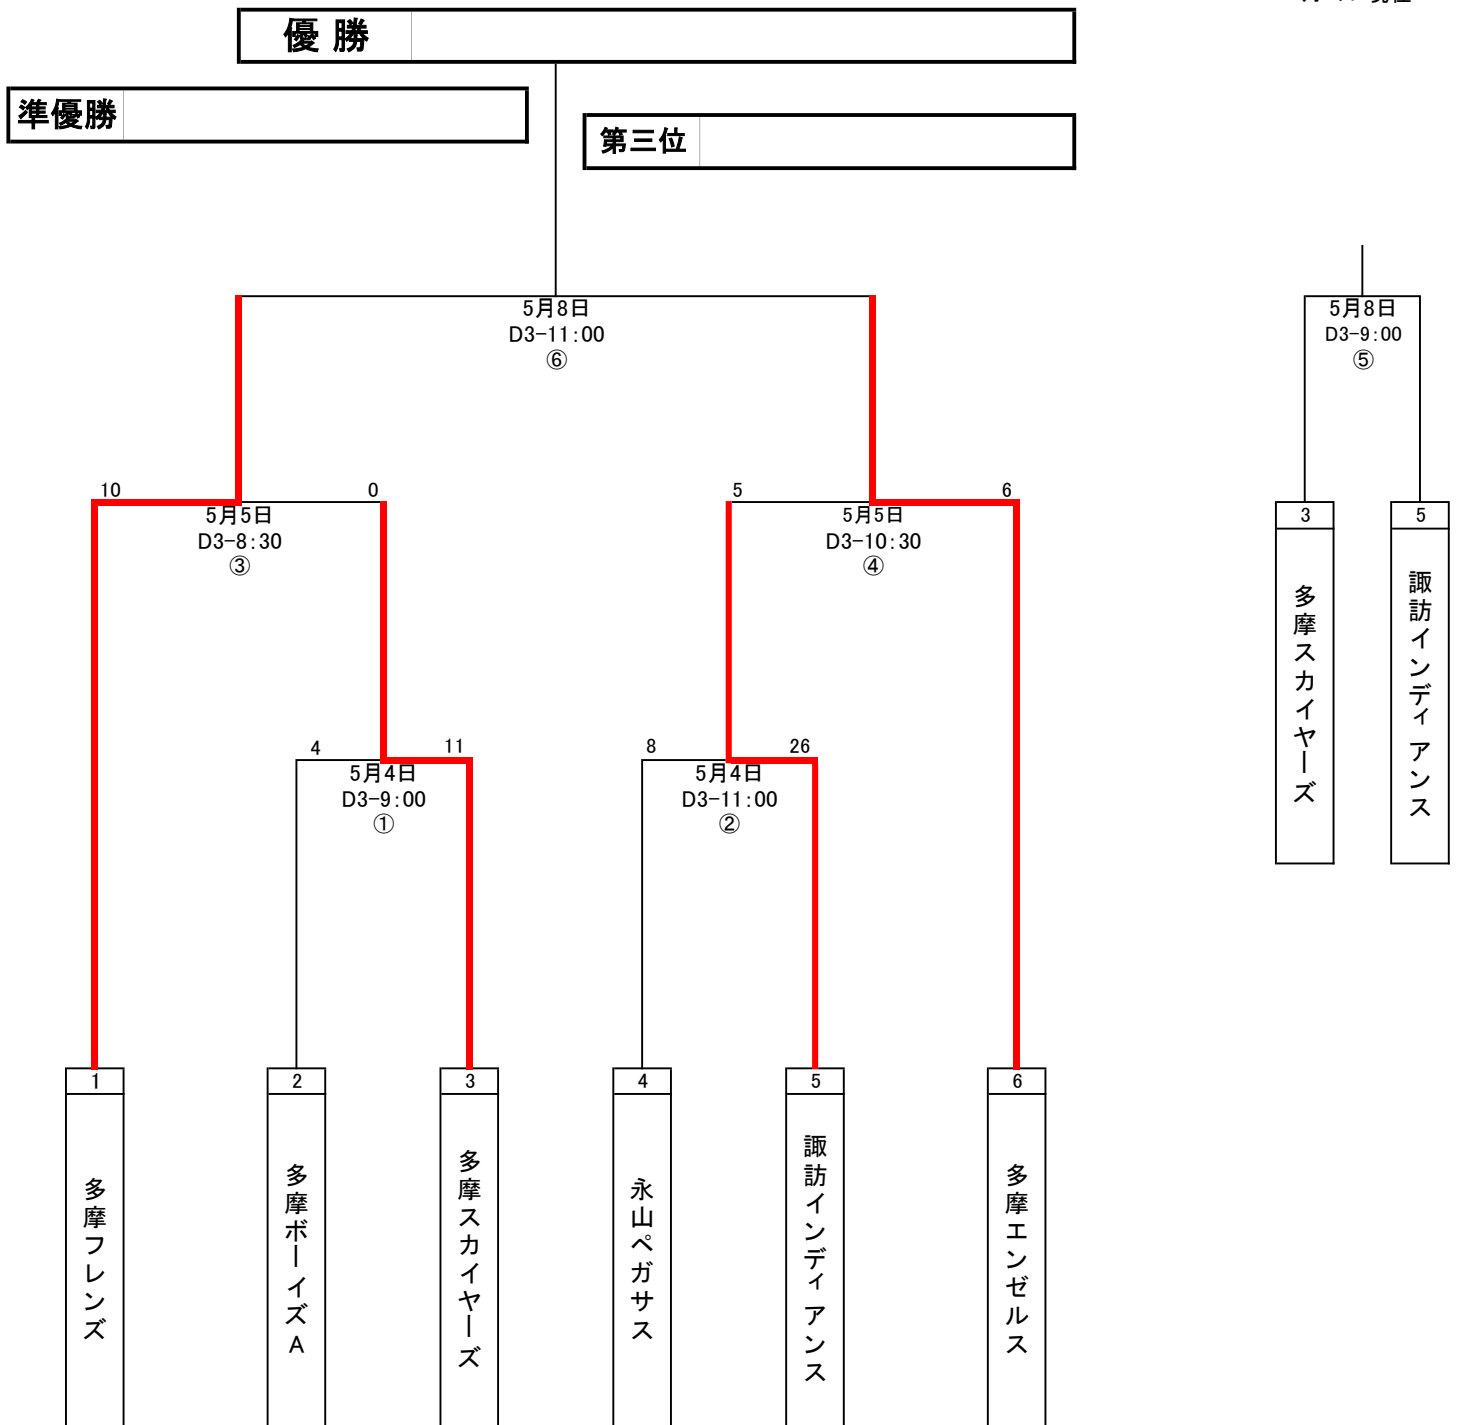 優 勝
準優勝
第三位
5月8日
D3-11:00
⑥
5月8日
D3-9:00
⑤
10
0
5月5日
D3-8:30
③
5
6
5月5日
D3-10:30
④
3
多摩スカイヤーズ
5
諏訪インディアンス
4
11
5月4日
D3-9:00
①
8
26
5月4日
D3-11:00
②
1
多摩フレンズ
2
多摩ボーイズA
3
多摩スカイヤーズ
4
永山ペガサス
5
諏訪インディアンス
6
多摩エンゼルス